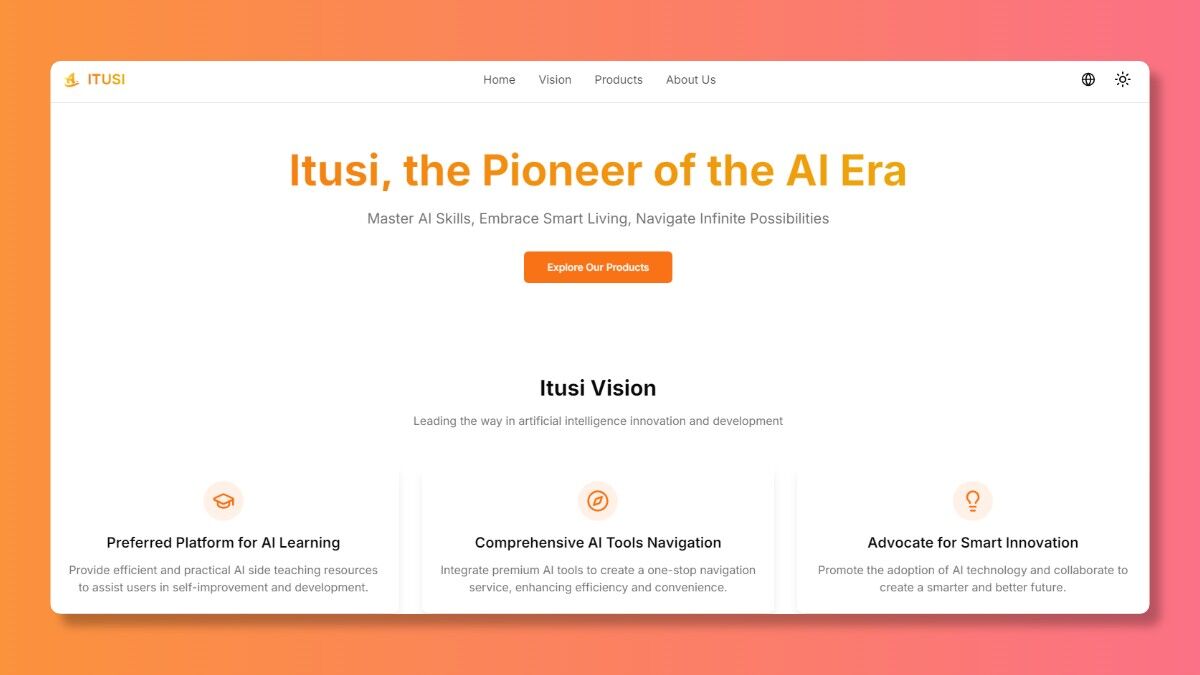 ITUSI
Home
Vision
Products
About Us
Itusi, the Pioneer of the AI Era
Master AI Skills, Embrace Smart Living, Navigate Infinite Possibilities
Explore Our Products
Itusi Vision
Leading the way in artificial intelligence innovation and development
Preferred Platform for AI Learning
Provide efficient and practical AI side teaching resources
to assist users in self-improvement and development.
Comprehensive AI Tools Navigation
Integrate premium AI tools to create a one-stop navigation
service, enhancing efficiency and convenience.
Advocate for Smart Innovation
Promote the adoption of AI technology and collaborate to
create a smarter and better future.